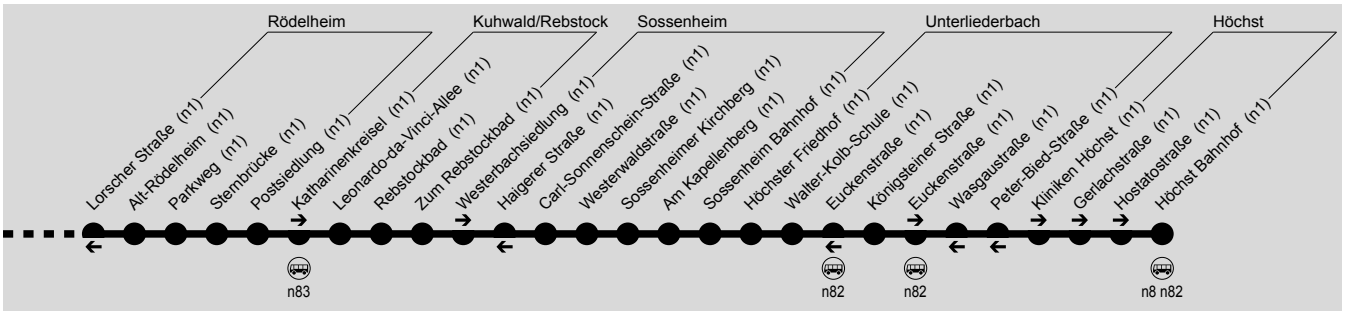 Rödelheim
Kuhwald/Rebstock
Sossenheim
Unterliederbach
Höchst
Lorscher Straße (n1)
Alt-Rödelheim (n1)
Parkweg (n1)
Sternbrücke (n1)
Postsiedlung (n1)
Katharinenkreisel (n1)
Leonardo-da-Vinci-Allee (n1)
Rebstockbad (n1)
Zum Rebstockbad (n1)
Westerbachsiedlung (n1)
Haigerer Straße (n1)
Carl-Sonnenschein-Straße (n1)
Westerwaldstraße (n1)
Sossenheimer Kirchberg (n1)
Am Kapellenberg (n1)
Sossenheim Bahnhof (n1)
Höchster Friedhof (n1)
Walter-Kolb-Schule (n1)
Euckenstraße (n1)
Königsteiner Straße (n1)
Euckenstraße (n1)
Wasgaustraße (n1)
Peter-Bied-Straße (n1)
Kliniken Höchst (n1)
Gerlachstraße (n1)
Hostatostraße (n1)
Höchst Bahnhof (n1)
n83
n82
n82
n8 n82